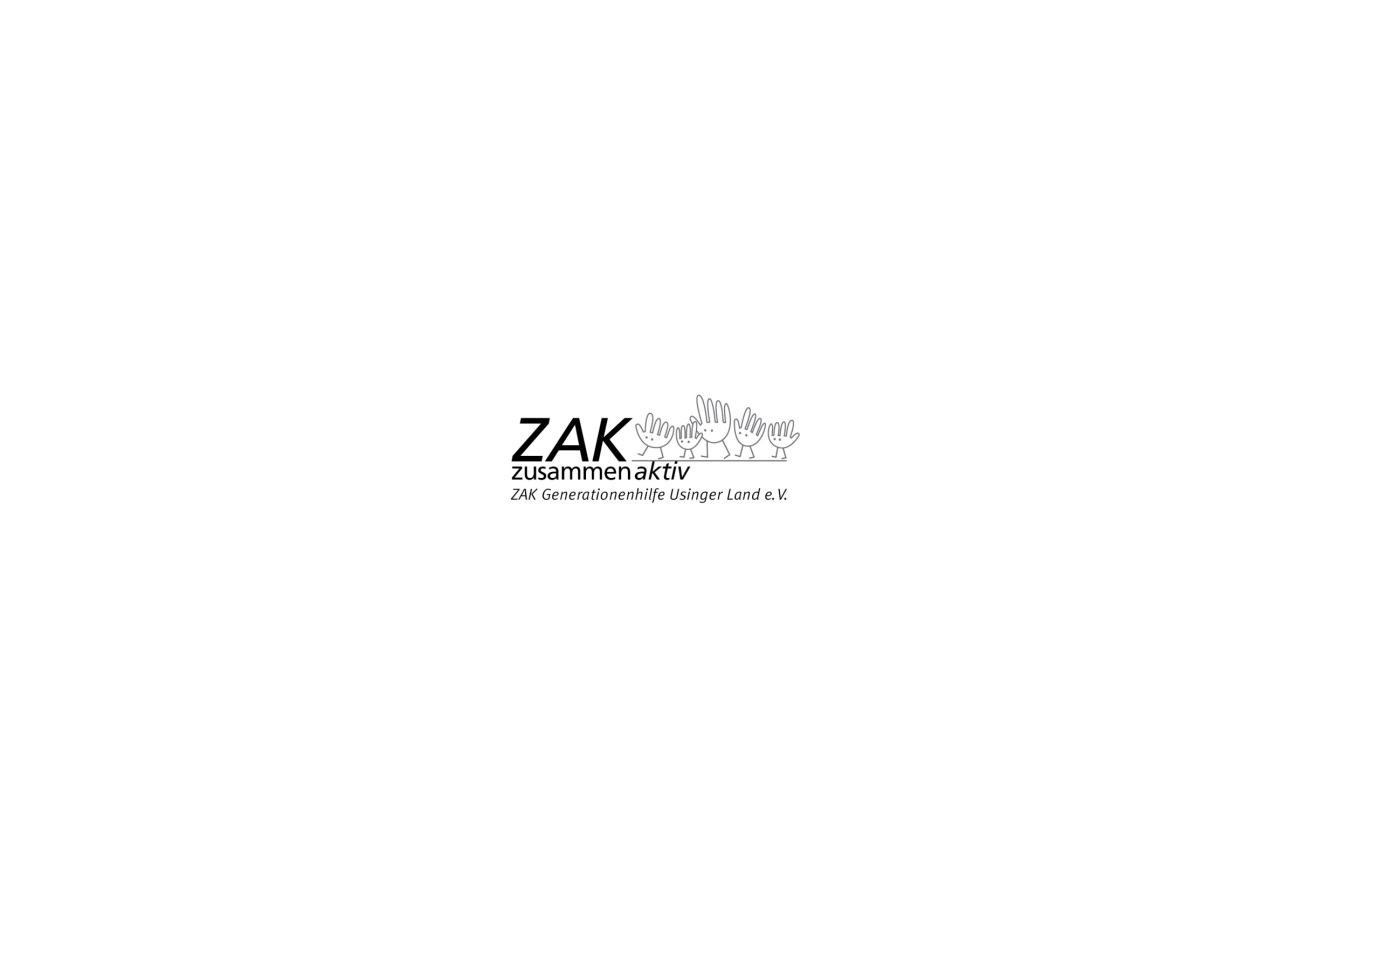 ZAK
zusammen aktiv
ZAK Generationenhilfe Usinger Land e.V.